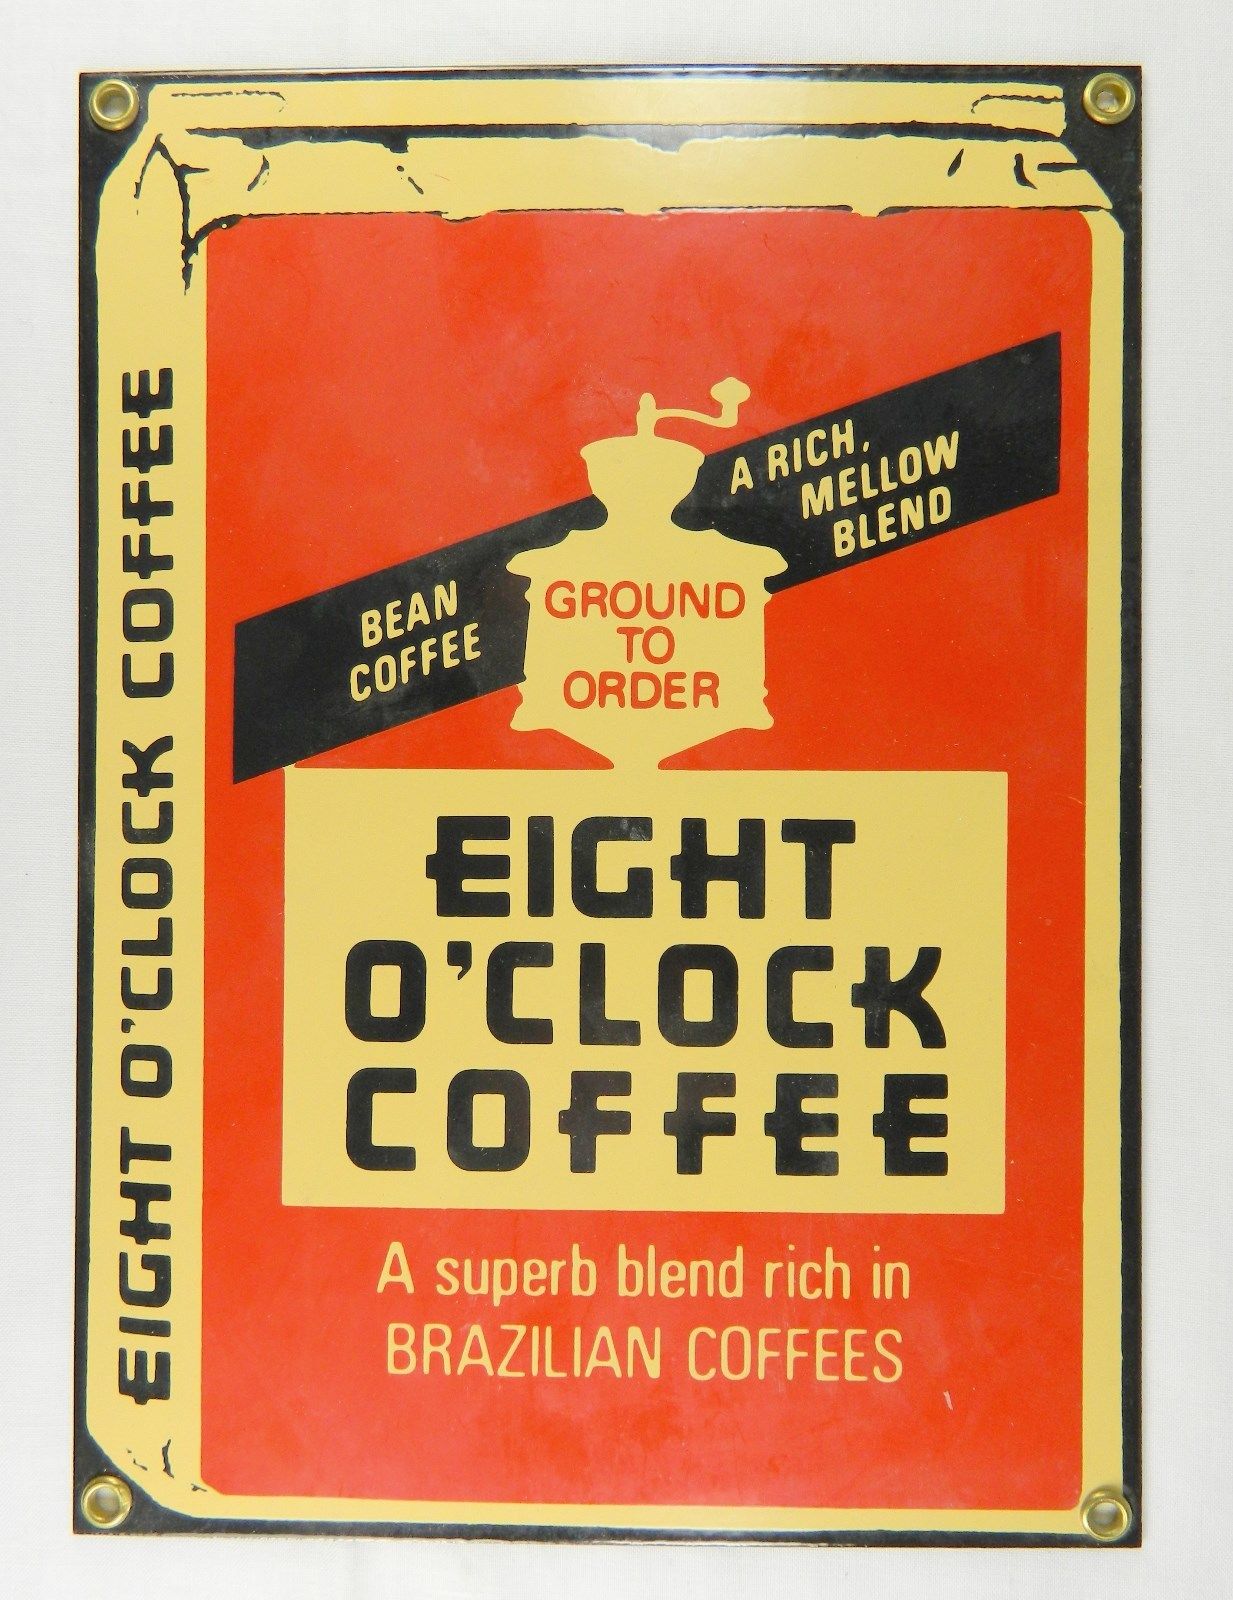 EIGHT O'CLOCK COFFEE
BEAN
COFFEE
A RICH,
MELLOW
BLEND
GROUND
TO
ORDER
EIGHT
O'CLOCK
COFFEE
A superb blend rich in
BRAZILIAN COFFEES